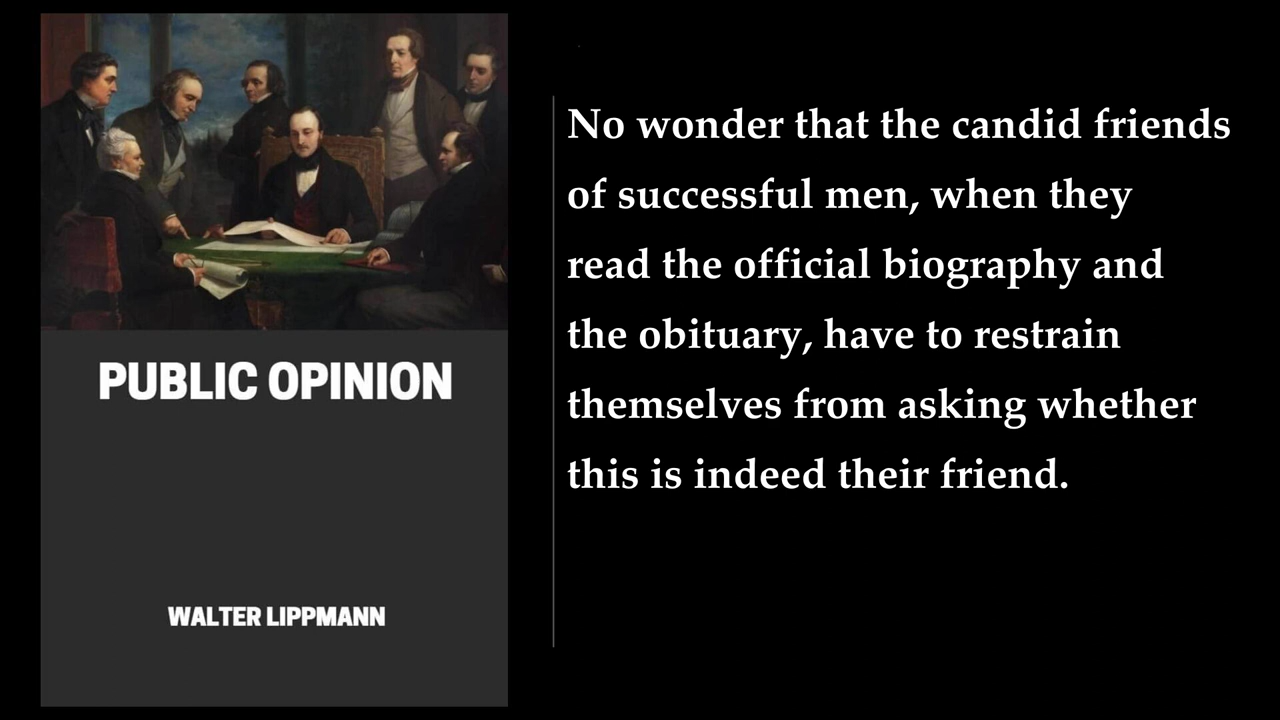 PUBLIC OPINION
WALTER LIPPMANN
No wonder that the candid friends
of successful men, when they
read the official biography and
the obituary, have to restrain
themselves from asking whether
this is indeed their friend.